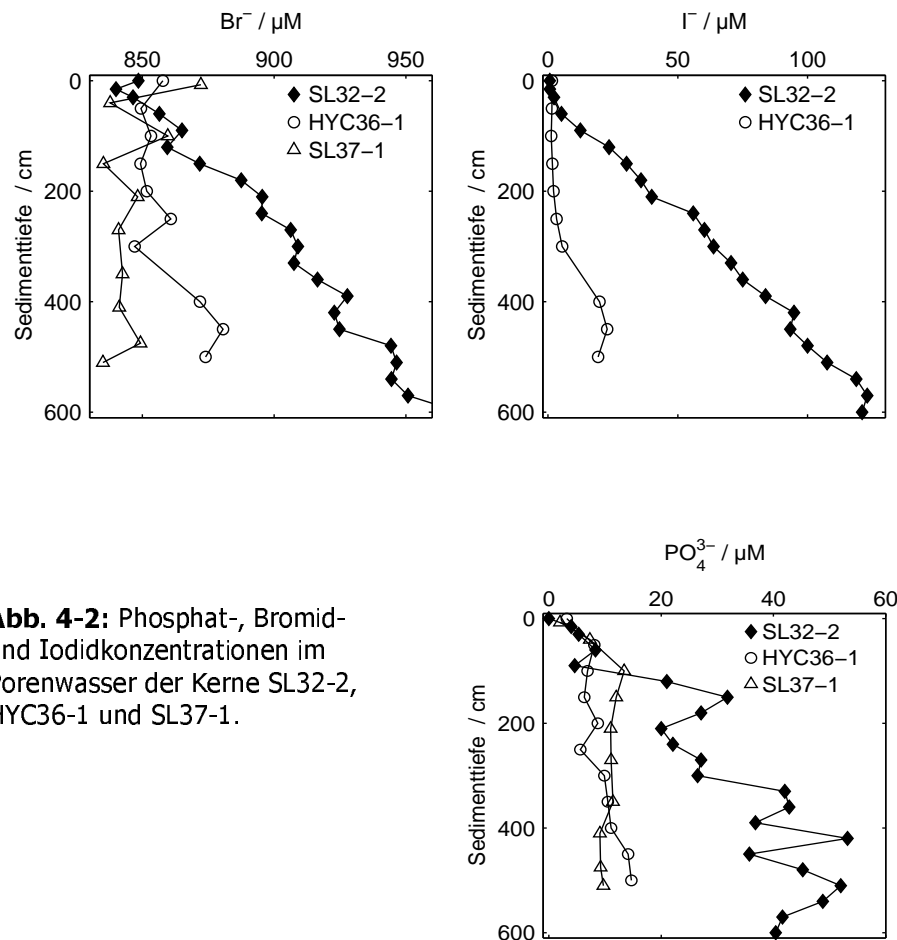 Br⁻ / µM
850 900 950
0
200
400
600
Sedimenttiefe / cm
SL32–2
HYC36–1
SL37–1
I⁻ / µM
0 50 100
0
200
400
600
Sedimenttiefe / cm
SL32–2
HYC36–1
Abb. 4-2: Phosphat-, Bromid-
und Iodidkonzentrationen im
Porenwasser der Kerne SL32-2,
HYC36-1 und SL37-1.
PO₄³⁻ / µM
0 20 40 60
0
200
400
600
Sedimenttiefe / cm
SL32–2
HYC36–1
SL37–1